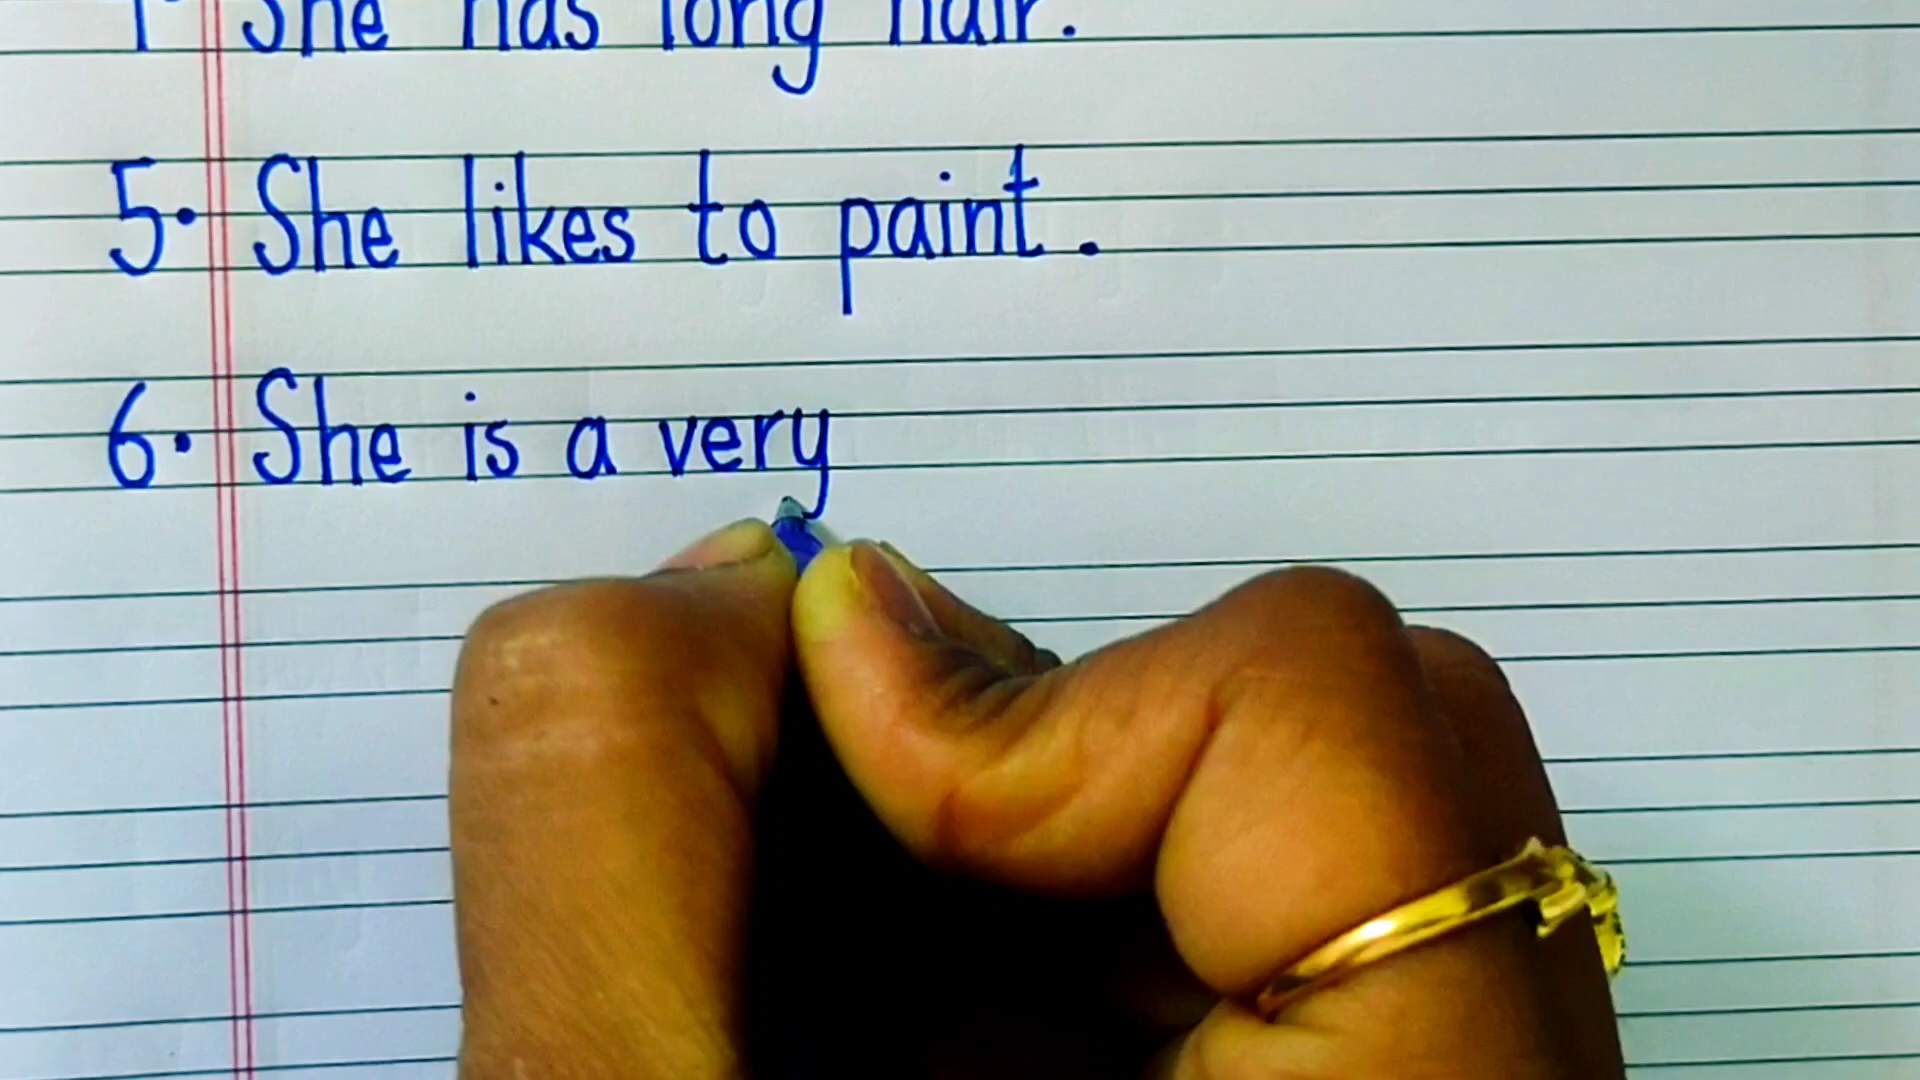 She has long hair.
5. She likes to paint.
6. She is a very